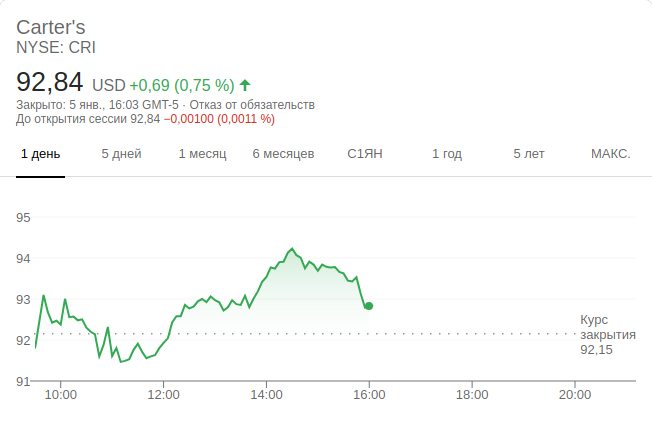 Carter's
NYSE: CRI
92,84 USD +0,69 (0,75 %)
Закрыто: 5 янв., 16:03 GMT-5 · Отказ от обязательств
До открытия сессии 92,84 −0,00100 (0,0011 %)
1 день 5 дней 1 месяц 6 месяцев С1ЯН 1 год 5 лет МАКС.
95
94
93
92
91
Курс
закрытия
92,15
10:00 12:00 14:00 16:00 18:00 20:00